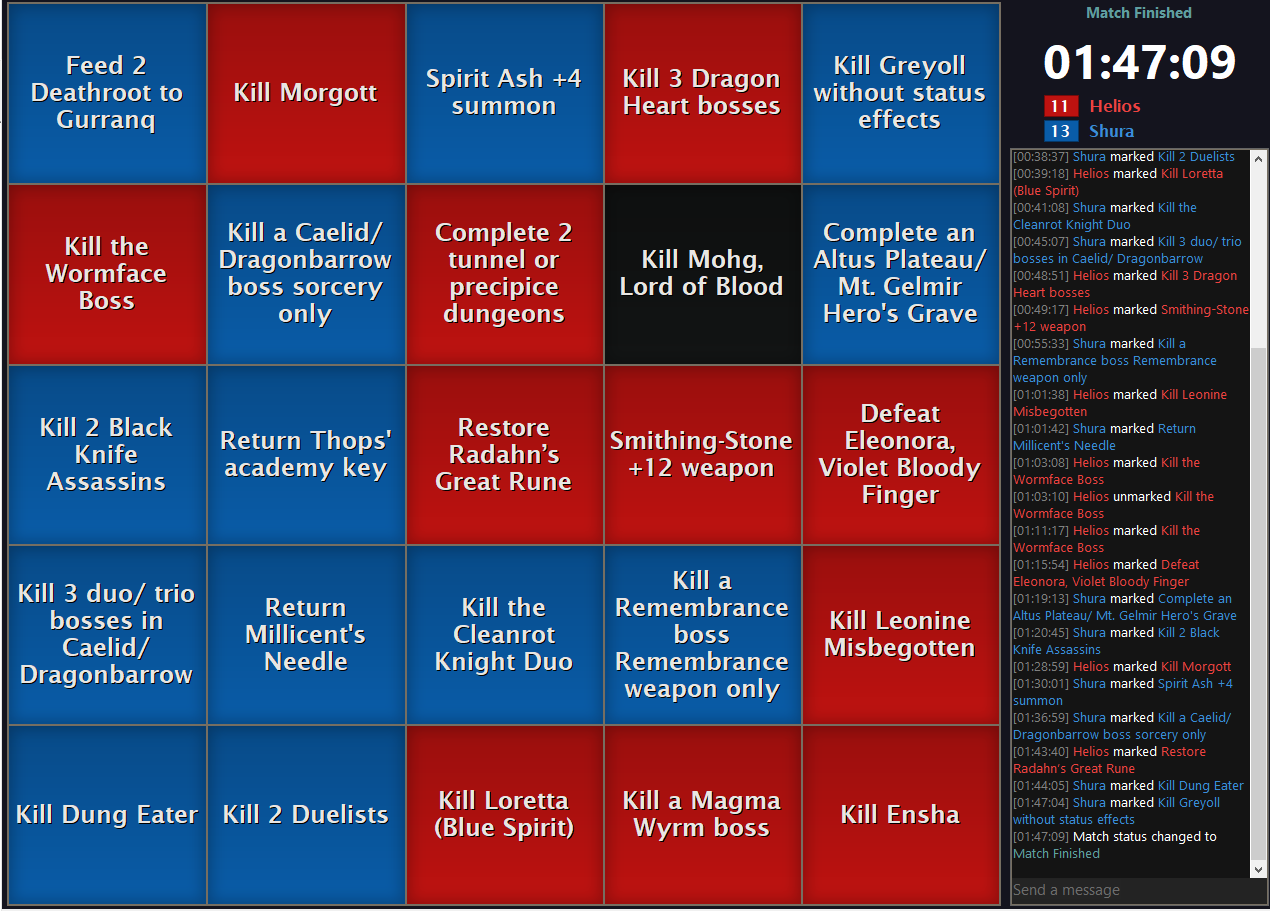 Feed 2
Deathroot to
Gurranq
Kill Morgott
Spirit Ash +4
summon
Kill 3 Dragon
Heart bosses
Kill Greyoll
without status
effects
Kill the
Wormface
Boss
Kill a Caelid/
Dragonbarrow
boss sorcery
only
Complete 2
tunnel or
precipice
dungeons
Kill Mohg,
Lord of Blood
Complete an
Altus Plateau/
Mt. Gelmir
Hero's Grave
Kill 2 Black
Knife
Assassins
Return Thops'
academy key
Restore
Radahn’s
Great Rune
Smithing-Stone
+12 weapon
Defeat
Eleonora,
Violet Bloody
Finger
Kill 3 duo/ trio
bosses in
Caelid/
Dragonbarrow
Return
Millicent's
Needle
Kill the
Cleanrot
Knight Duo
Kill a
Remembrance
boss
Remembrance
weapon only
Kill Leonine
Misbegotten
Kill Dung Eater
Kill 2 Duelists
Kill Loretta
(Blue Spirit)
Kill a Magma
Wyrm boss
Kill Ensha
Match Finished
01:47:09
11 Helios
13 Shura
[00:38:37] Shura marked Kill 2 Duelists
[00:39:18] Helios marked Kill Loretta
(Blue Spirit)
[00:41:08] Shura marked Kill the
Cleanrot Knight Duo
[00:45:07] Shura marked Kill 3 duo/ trio
bosses in Caelid/ Dragonbarrow
[00:48:51] Helios marked Kill 3 Dragon
Heart bosses
[00:49:17] Helios marked Smithing-Stone
+12 weapon
[00:55:33] Shura marked Kill a
Remembrance boss Remembrance
weapon only
[01:01:38] Helios marked Kill Leonine
Misbegotten
[01:01:42] Shura marked Return
Millicent's Needle
[01:03:08] Helios marked Kill the
Wormface Boss
[01:03:10] Helios unmarked Kill the
Wormface Boss
[01:11:17] Helios marked Kill the
Wormface Boss
[01:15:54] Helios marked Defeat
Eleonora, Violet Bloody Finger
[01:19:13] Shura marked Complete an
Altus Plateau/ Mt. Gelmir Hero's Grave
[01:20:45] Shura marked Kill 2 Black
Knife Assassins
[01:28:59] Helios marked Kill Morgott
[01:30:01] Shura marked Spirit Ash +4
summon
[01:36:59] Shura marked Kill a Caelid/
Dragonbarrow boss sorcery only
[01:43:40] Helios marked Restore
Radahn’s Great Rune
[01:44:05] Shura marked Kill Dung Eater
[01:47:04] Shura marked Kill Greyoll
without status effects
[01:47:09] Match status changed to
Match Finished
Send a message